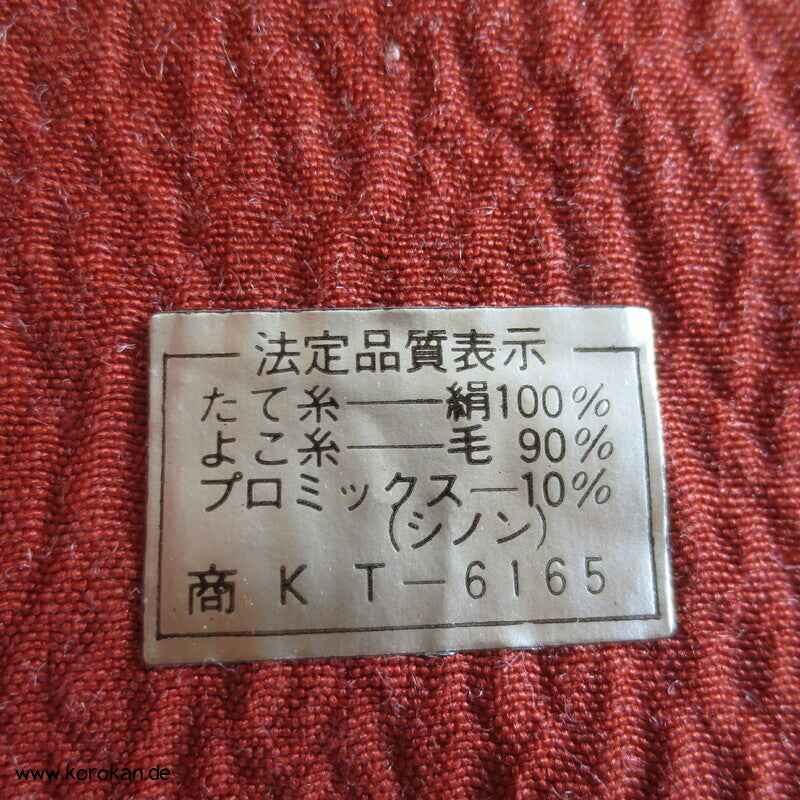 法定品質表示
たて糸――絹100%
よこ糸――毛 90%
プロミックス―10%
(シノン)
商 K T―6165
www.korokan.de